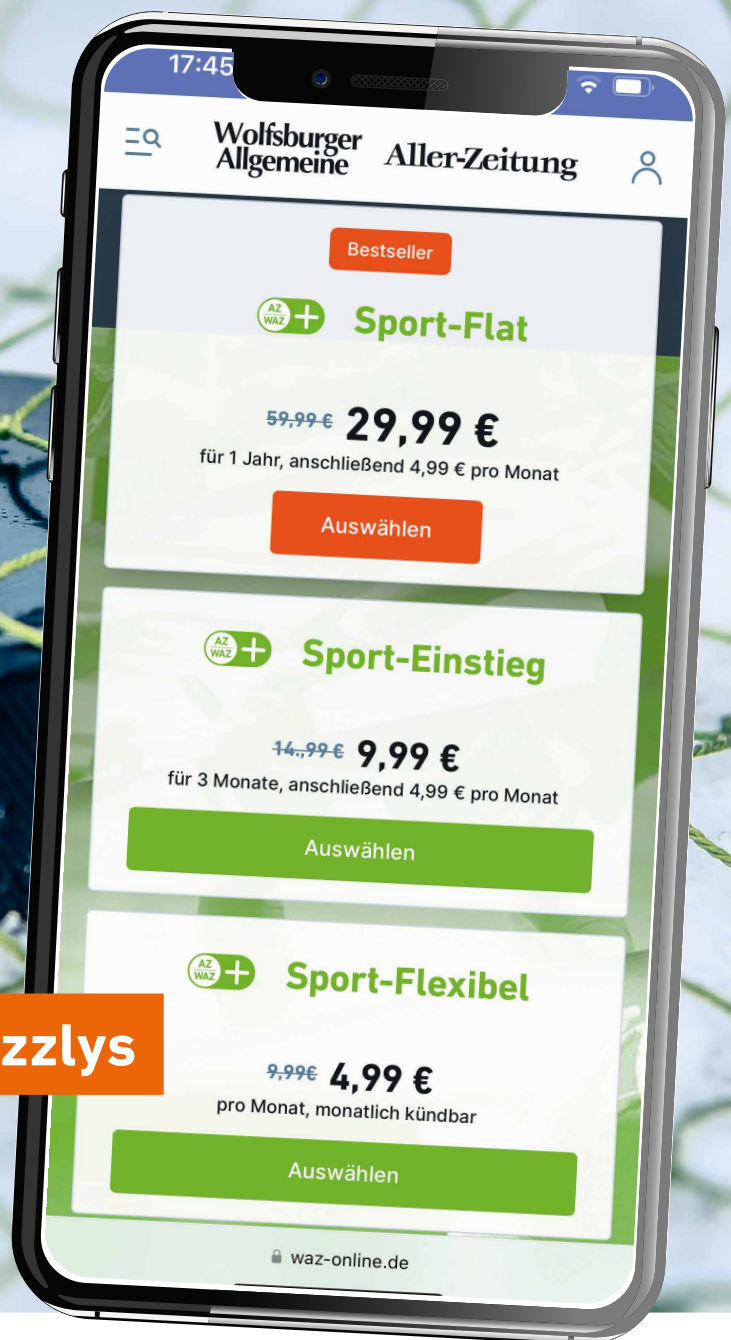 17:45
Wolfsburger
Allgemeine
Aller-Zeitung
Bestseller
AZ
WAZ
+ Sport-Flat
59,99 € 29,99 €
für 1 Jahr, anschließend 4,99 € pro Monat
Auswählen
AZ
WAZ
+ Sport-Einstieg
14.,99 € 9,99 €
für 3 Monate, anschließend 4,99 € pro Monat
Auswählen
AZ
WAZ
+ Sport-Flexibel
zzlys
9,99€ 4,99 €
pro Monat, monatlich kündbar
Auswählen
waz-online.de